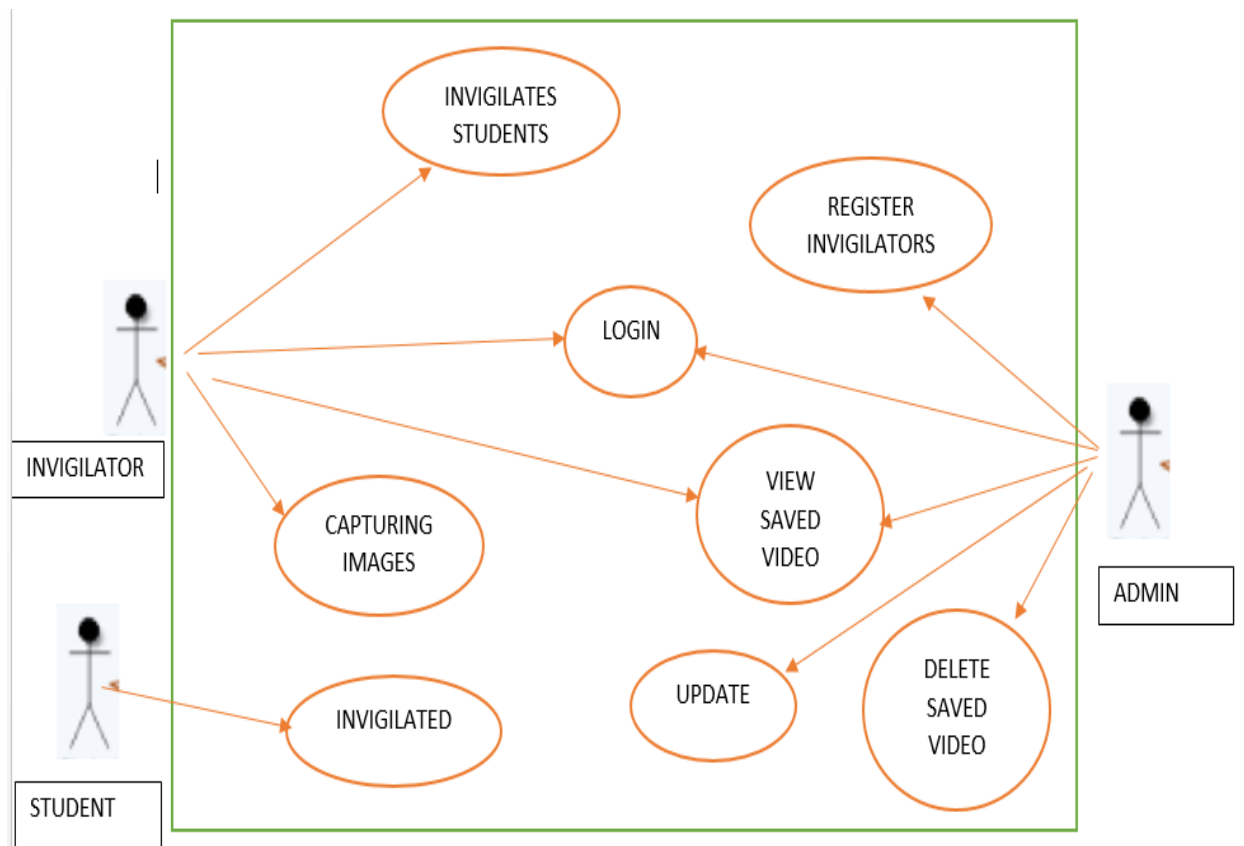 INVIGILATES
STUDENTS
REGISTER
INVIGILATORS
LOGIN
INVIGILATOR
VIEW
SAVED
VIDEO
CAPTURING
IMAGES
ADMIN
DELETE
SAVED
VIDEO
UPDATE
INVIGILATED
STUDENT